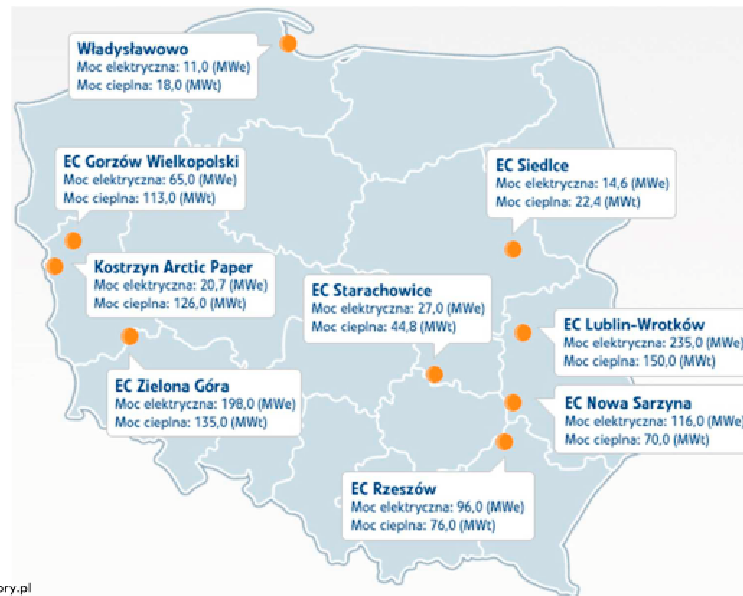 Władysławowo
Moc elektryczna: 11,0 (MWe)
Moc cieplna: 18,0 (MWt)
EC Gorzów Wielkopolski
Moc elektryczna: 65,0 (MWe)
Moc cieplna: 113,0 (MWt)
EC Siedlce
Moc elektryczna: 14,6 (MWe)
Moc cieplna: 22,4 (MWt)
Kostrzyn Arctic Paper
Moc elektryczna: 20,7 (MWe)
Moc cieplna: 126,0 (MWt)
EC Starachowice
Moc elektryczna: 27,0 (MWe)
Moc cieplna: 44,8 (MWt)
EC Lublin-Wrotków
Moc elektryczna: 235,0 (MWe)
Moc cieplna: 150,0 (MWt)
EC Zielona Góra
Moc elektryczna: 198,0 (MWe)
Moc cieplna: 135,0 (MWt)
EC Nowa Sarzyna
Moc elektryczna: 116,0 (MWe)
Moc cieplna: 70,0 (MWt)
EC Rzeszów
Moc elektryczna: 96,0 (MWe)
Moc cieplna: 76,0 (MWt)
ory.pl